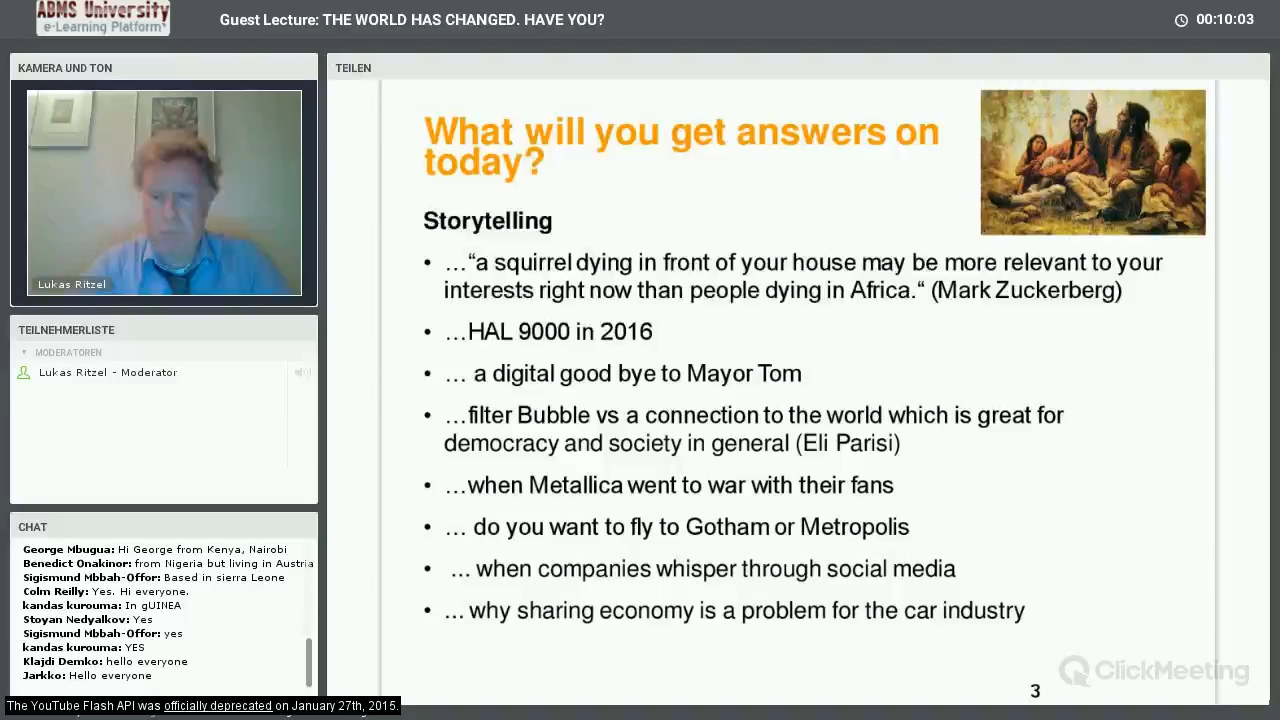 ABMS University
e-Learning Platform
Guest Lecture: THE WORLD HAS CHANGED. HAVE YOU?
00:10:03
KAMERA UND TON
Lukas Ritzel
TEILNEHMERLISTE
MODERATOREN
Lukas Ritzel - Moderator
CHAT
George Mbugua: Hi George from Kenya, Nairobi
Benedict Onakinor: from Nigeria but living in Austria
Sigismund Mbbah-Offor: Based in sierra Leone
Colm Reilly: Yes. Hi everyone.
kandas kurouma: In gUINEA
Stoyan Nedyalkov: Yes
Sigismund Mbbah-Offor: yes
kandas kurouma: YES
Klajdi Demko: hello everyone
Jarkko: Hello everyone
The YouTube Flash API was officially deprecated on January 27th, 2015.
TEILEN
What will you get answers on
today?
Storytelling
• …“a squirrel dying in front of your house may be more relevant to your
interests right now than people dying in Africa.“ (Mark Zuckerberg)
• …HAL 9000 in 2016
• … a digital good bye to Mayor Tom
• …filter Bubble vs a connection to the world which is great for
democracy and society in general (Eli Parisi)
• …when Metallica went to war with their fans
• … do you want to fly to Gotham or Metropolis
• … when companies whisper through social media
• … why sharing economy is a problem for the car industry
ClickMeeting
3